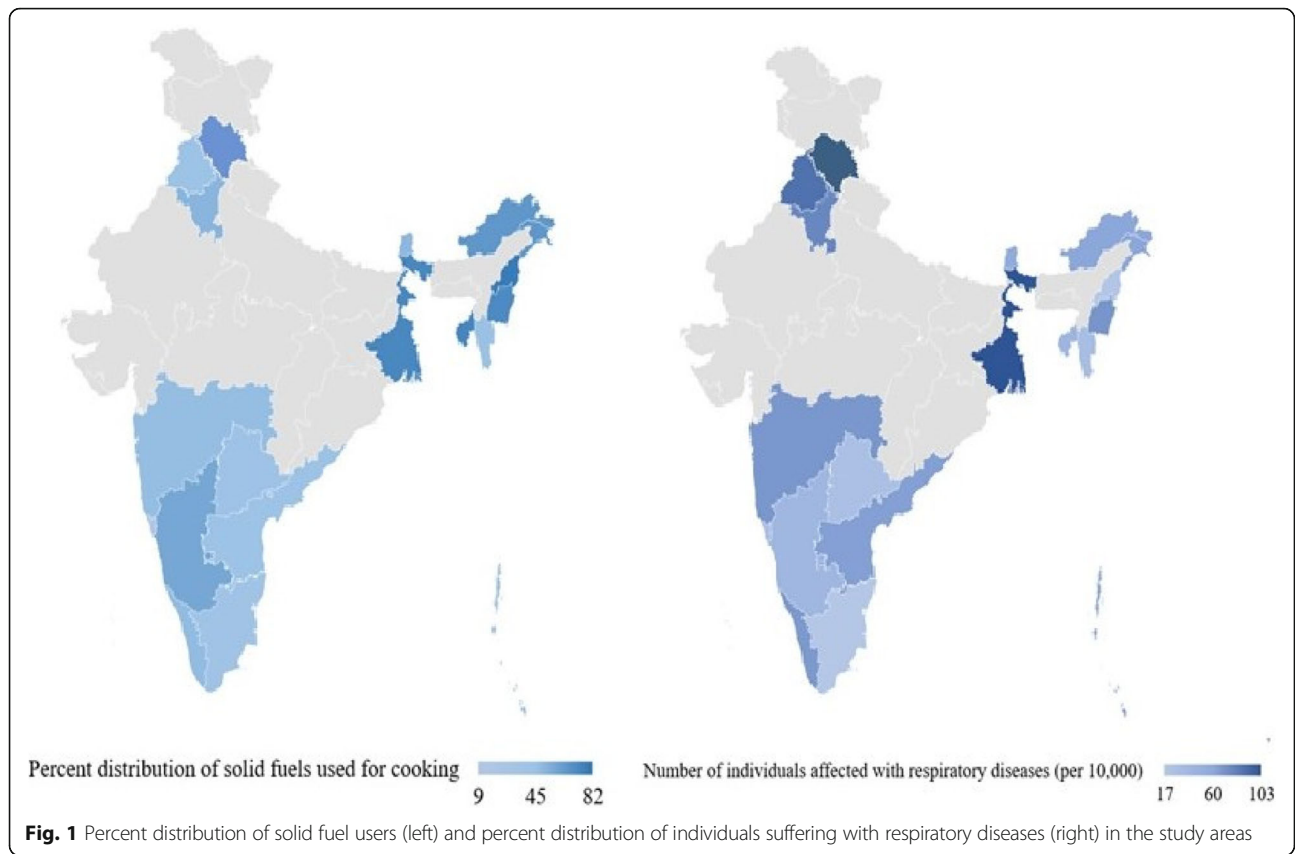 Percent distribution of solid fuels used for cooking
9 45 82
Number of individuals affected with respiratory diseases (per 10,000)
17 60 103
Fig. 1 Percent distribution of solid fuel users (left) and percent distribution of individuals suffering with respiratory diseases (right) in the study areas